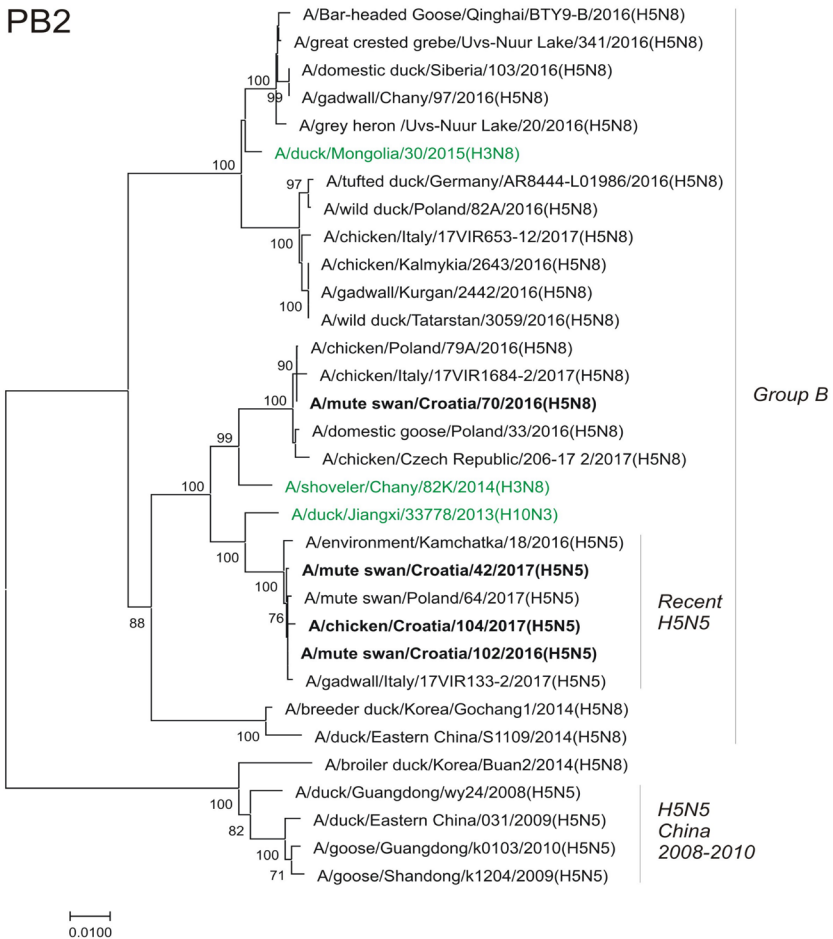 PB2
A/Bar-headed Goose/Qinghai/BTY9-B/2016(H5N8)
A/great crested grebe/Uvs-Nuur Lake/341/2016(H5N8)
A/domestic duck/Siberia/103/2016(H5N8)
100
99
A/gadwall/Chany/97/2016(H5N8)
A/grey heron /Uvs-Nuur Lake/20/2016(H5N8)
A/duck/Mongolia/30/2015(H3N8)
100
97
A/tufted duck/Germany/AR8444-L01986/2016(H5N8)
A/wild duck/Poland/82A/2016(H5N8)
A/chicken/Italy/17VIR653-12/2017(H5N8)
100
A/chicken/Kalmykia/2643/2016(H5N8)
A/gadwall/Kurgan/2442/2016(H5N8)
100
A/wild duck/Tatarstan/3059/2016(H5N8)
A/chicken/Poland/79A/2016(H5N8)
90
A/chicken/Italy/17VIR1684-2/2017(H5N8)
Group B
100
A/mute swan/Croatia/70/2016(H5N8)
A/domestic goose/Poland/33/2016(H5N8)
99
A/chicken/Czech Republic/206-17 2/2017(H5N8)
100
A/shoveler/Chany/82K/2014(H3N8)
A/duck/Jiangxi/33778/2013(H10N3)
A/environment/Kamchatka/18/2016(H5N5)
100
A/mute swan/Croatia/42/2017(H5N5)
100
A/mute swan/Poland/64/2017(H5N5)
Recent
H5N5
76
88
A/chicken/Croatia/104/2017(H5N5)
A/mute swan/Croatia/102/2016(H5N5)
A/gadwall/Italy/17VIR133-2/2017(H5N5)
A/breeder duck/Korea/Gochang1/2014(H5N8)
100
A/duck/Eastern China/S1109/2014(H5N8)
A/broiler duck/Korea/Buan2/2014(H5N8)
A/duck/Guangdong/wy24/2008(H5N5)
100
A/duck/Eastern China/031/2009(H5N5)
82
H5N5
China
2008-2010
A/goose/Guangdong/k0103/2010(H5N5)
100
71
A/goose/Shandong/k1204/2009(H5N5)
0.0100